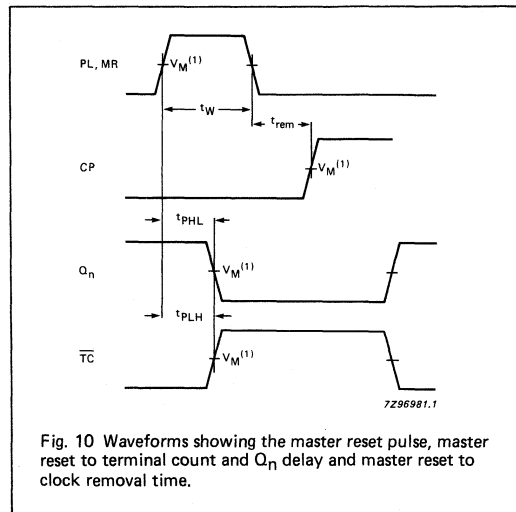 PL, MR
VM(1)
tW
trem
CP
VM(1)
tPHL
Qn
VM(1)
tPLH
TC
VM(1)
7Z96981.1
Fig. 10 Waveforms showing the master reset pulse, master
reset to terminal count and Qn delay and master reset to
clock removal time.